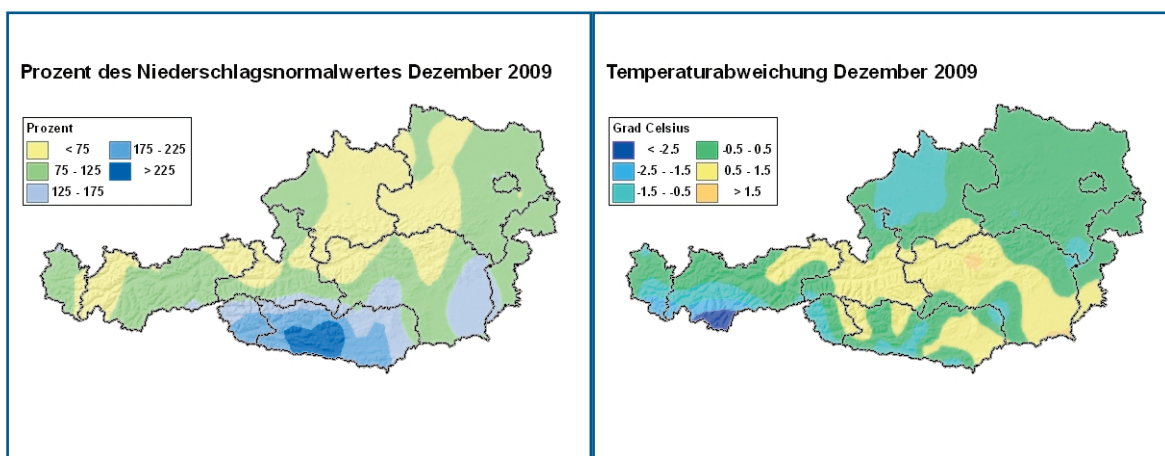 Prozent des Niederschlagsnormalwertes Dezember 2009
Prozent
< 75
175 - 225
75 - 125
> 225
125 - 175
Temperaturabweichung Dezember 2009
Grad Celsius
< -2.5
-0.5 - 0.5
-2.5 - -1.5
0.5 - 1.5
-1.5 - -0.5
> 1.5